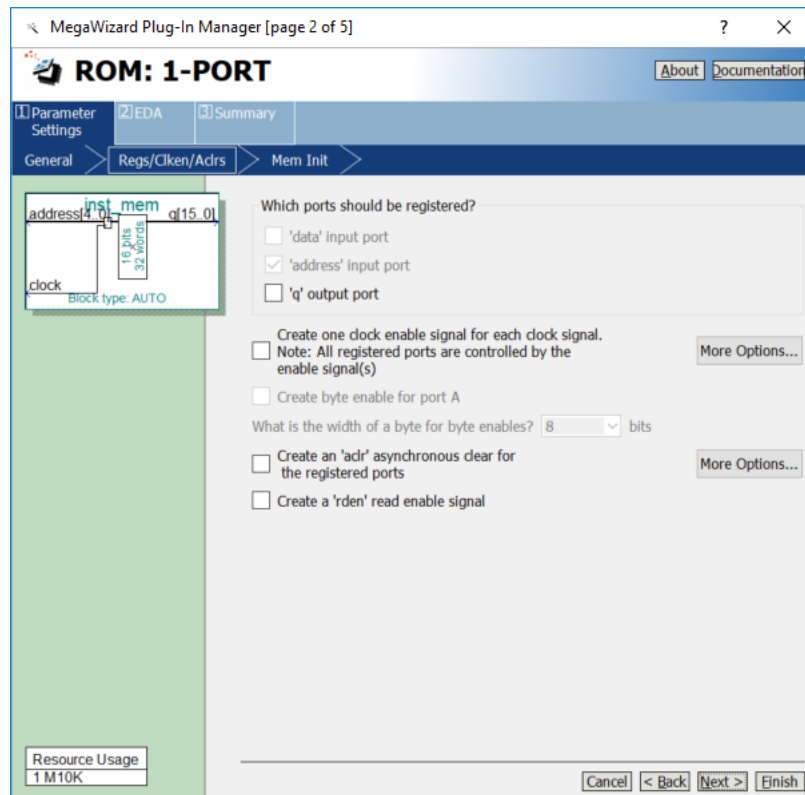 MegaWizard Plug-In Manager [page 2 of 5]
ROM: 1-PORT
About
Documentation
1 Parameter Settings
2 EDA
3 Summary
General
Regs/Clken/Aclrs
Mem Init
inst_mem
address[4..0]
q[15..0]
16 bits
32 words
clock
Block type: AUTO
Which ports should be registered?
'data' input port
'address' input port
'q' output port
Create one clock enable signal for each clock signal.
Note: All registered ports are controlled by the
enable signal(s)
More Options...
Create byte enable for port A
What is the width of a byte for byte enables? 8 bits
Create an 'aclr' asynchronous clear for
the registered ports
More Options...
Create a 'rden' read enable signal
Resource Usage
1 M10K
Cancel
< Back
Next >
Finish